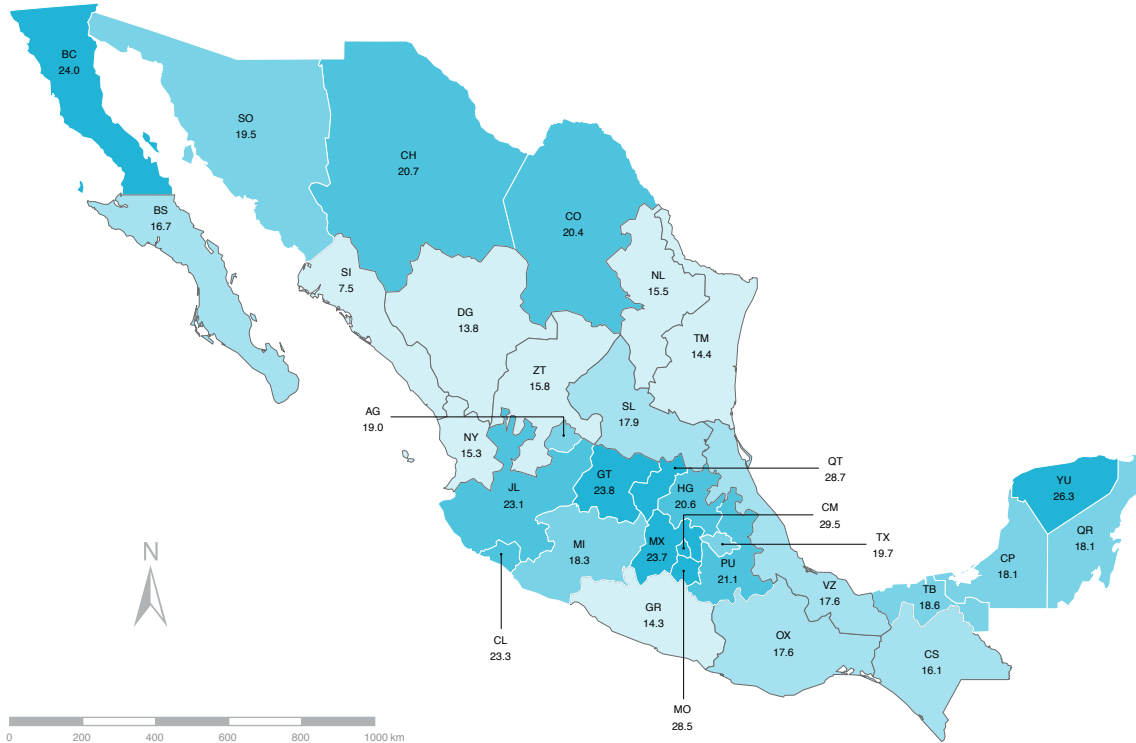 BC
24.0
SO
19.5
CH
20.7
BS
16.7
CO
20.4
SI
7.5
NL
15.5
DG
13.8
TM
14.4
ZT
15.8
SL
17.9
AG
19.0
NY
15.3
QT
28.7
GT
23.8
JL
23.1
HG
20.6
CM
29.5
YU
26.3
QR
18.1
MI
18.3
MX
23.7
TX
19.7
PU
21.1
CP
18.1
VZ
17.6
TB
18.6
GR
14.3
CL
23.3
OX
17.6
CS
16.1
MO
28.5
N
0 200 400 600 800 1000 km